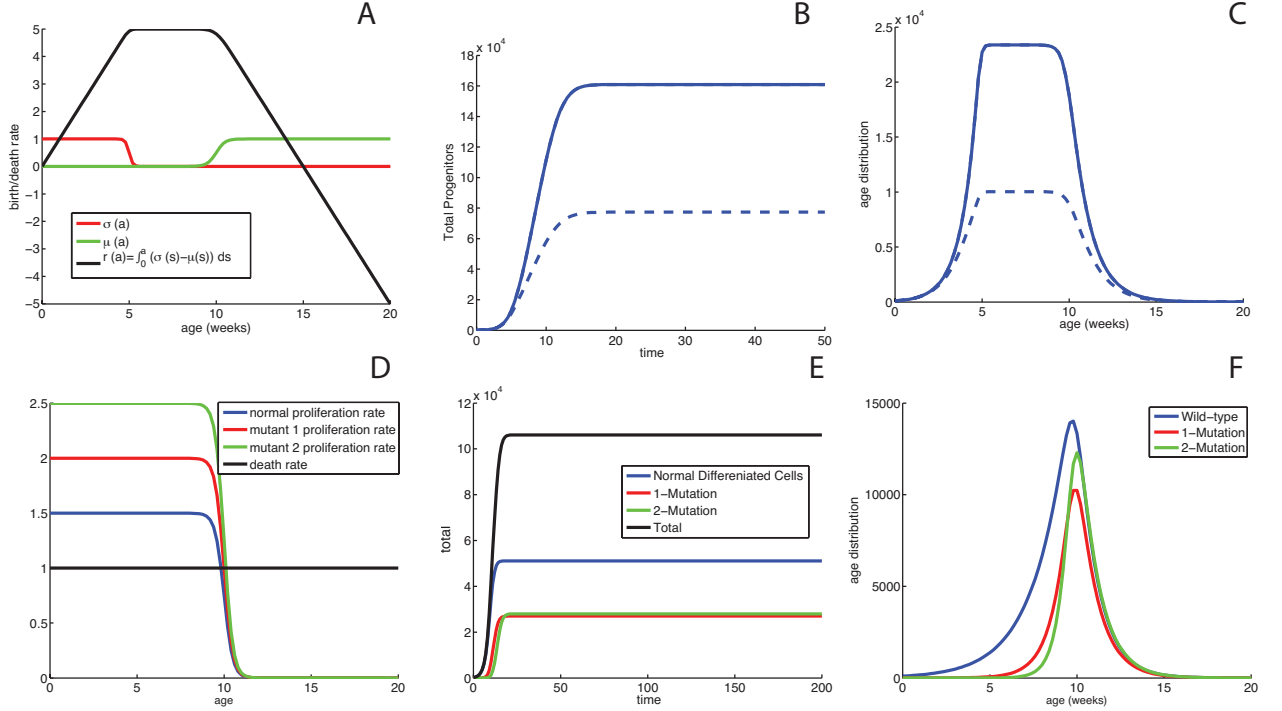 A
5
4
3
2
1
0
−1
−2
−3
−4
−5
birth/death rate
σ (a)
μ (a)
r (a)=∫₀ᵃ (σ (s)−μ(s)) ds
0
5
10
15
20
age (weeks)
B
x 10⁴
18
16
14
12
10
8
6
4
2
0
Total Progenitors
0
10
20
30
40
50
time
C
x 10⁴
2.5
2
1.5
1
0.5
0
age distribution
0
5
10
15
20
age (weeks)
D
2.5
2
1.5
1
0.5
0
normal proliferation rate
mutant 1 proliferation rate
mutant 2 proliferation rate
death rate
0
5
10
15
20
age
E
x 10⁴
12
10
8
6
4
2
0
total
Normal Differeniated Cells
1−Mutation
2−Mutation
Total
0
50
100
150
200
time
F
15000
10000
5000
0
age distribution
Wild−type
1−Mutation
2−Mutation
0
5
10
15
20
age (weeks)